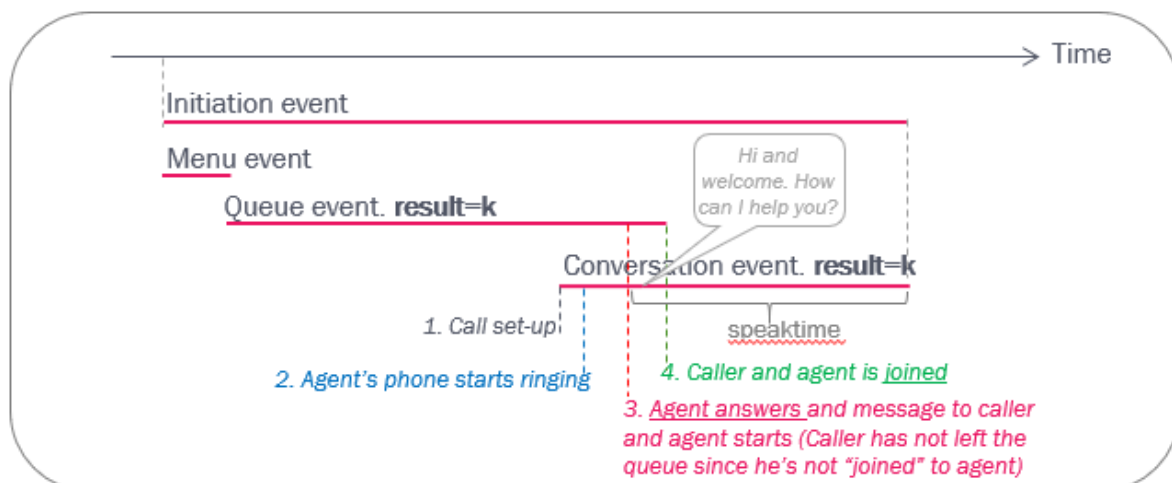 Time
Initiation event
Menu event
Hi and
welcome. How
can I help you?
Queue event. result=k
Conversation event. result=k
1. Call set-up
speaktime
2. Agent's phone starts ringing
4. Caller and agent is joined
3. Agent answers and message to caller
and agent starts (Caller has not left the
queue since he's not "joined" to agent)